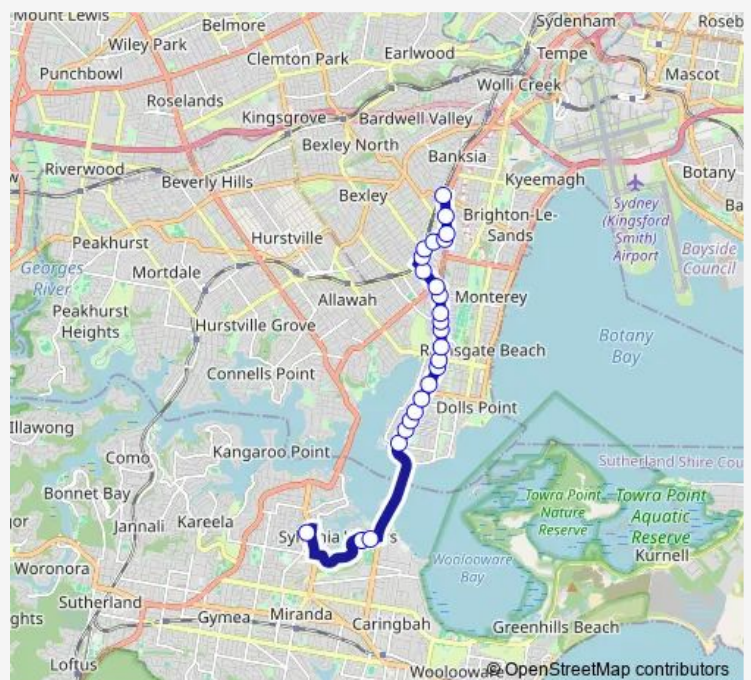 Mount Lewis
Belmore
Sydenham
Roseb
Wiley Park
Earlwood
Tempe
Clemton Park
Punchbowl
Wolli Creek
Mascot
Roselands
Kingsgrove
Bardwell Valley
Bexley North
Banksia
Riverwood
Beverly Hills
Bexley
Kyeemagh
Botany
Sydney
(Kingsford
Smith)
Airport
Ba
Brighton-Le-
Sands
Peakhurst
Hurstville
Bayside
Council
Georges
River
Mortdale
Allawah
Monterey
Peakhurst
Heights
Hurstville Grove
Botany
Bay
Connells Point
Beach
Dolls Point
Illawong
Como
Kangaroo Point
Sutherland Shire Cou
Bonnet Bay
Towra Point
Nature
Reserve
Towra Point
Aquatic
Reserve
Jannali
Kareela
Kurnell
Woolooware
Bay
Woronora
Sutherland
Gymea
Miranda
Caringbah
Greenhills Beach
Loftus
Woolooware
© OpenStreetMap contributors